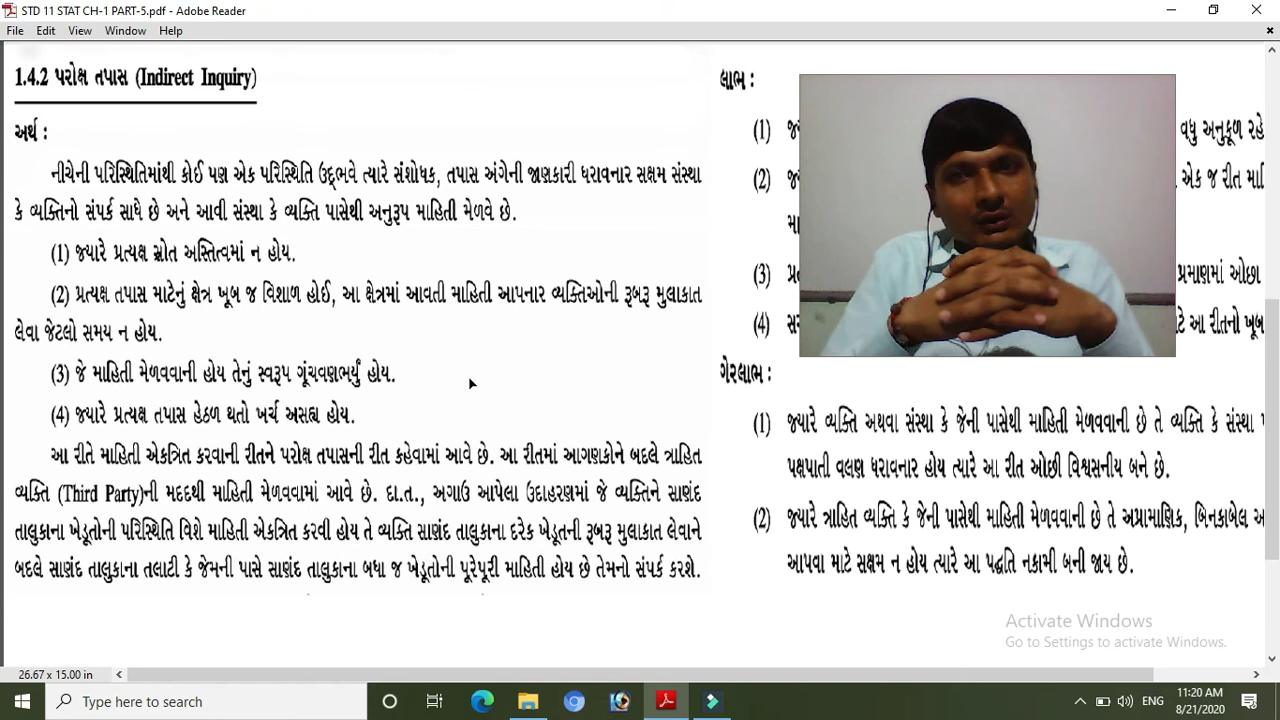 STD 11 STAT CH-1 PART-5.pdf - Adobe Reader
File Edit View Window Help
1.4.2 પરોક્ષ તપાસ (Indirect Inquiry)
અર્થ :
નીચેની પરિસ્થિતિમાંથી કોઈ પણ એક પરિસ્થિતિ ઉદ્ભવે ત્યારે સંશોધક, તપાસ અંગેની જાણકારી ધરાવનાર સક્ષમ સંસ્થા
કે વ્યક્તિનો સંપર્ક સાધે છે અને આવી સંસ્થા કે વ્યક્તિ પાસેથી અનુરૂપ માહિતી મેળવે છે.
(1) જ્યારે પ્રત્યક્ષ સ્રોત અસ્તિત્વમાં ન હોય.
(2) પ્રત્યક્ષ તપાસ માટેનું ક્ષેત્ર ખૂબ જ વિશાળ હોઈ, આ ક્ષેત્રમાં આવતી માહિતી આપનાર વ્યક્તિઓની રૂબરૂ મુલાકાત
લેવા જેટલો સમય ન હોય.
(3) જે માહિતી મેળવવાની હોય તેનું સ્વરૂપ ગૂંચવણભર્યું હોય.
(4) જ્યારે પ્રત્યક્ષ તપાસ હેઠળ થતો ખર્ચ અસહ્ય હોય.
આ રીતે માહિતી એકત્રિત કરવાની રીતને પરોક્ષ તપાસની રીત કહેવામાં આવે છે. આ રીતમાં આગણકોને બદલે ત્રાહિત
વ્યક્તિ (Third Party)ની મદદથી માહિતી મેળવવામાં આવે છે. દા.ત., અગાઉ આપેલા ઉદાહરણમાં જે વ્યક્તિને સાણંદ
તાલુકાના ખેડૂતોની પરિસ્થિતિ વિશે માહિતી એકત્રિત કરવી હોય તે વ્યક્તિ સાણંદ તાલુકાના દરેક ખેડૂતની રૂબરૂ મુલાકાત લેવાને
બદલે સાણંદ તાલુકાના તલાટી કે જેમની પાસે સાણંદ તાલુકાના બધા જ ખેડૂતોની પૂરેપૂરી માહિતી હોય છે તેમનો સંપર્ક કરશે.
લાભ :
(1) વધુ અનુકૂળ
(2) એક જ રીત
(3) પ્રમાણમાં ઓછા
(4) આ રીતનો
ગેરલાભ :
(1) જ્યારે વ્યક્તિ અથવા સંસ્થા કે જેની પાસેથી માહિતી મેળવવાની છે તે વ્યક્તિ કે સંસ્થા
પક્ષપાતી વલણ ધરાવનાર હોય ત્યારે આ રીત ઓછી વિશ્વસનીય બને છે.
(2) જ્યારે ત્રાહિત વ્યક્તિ કે જેની પાસેથી માહિતી મેળવવાની છે તે અપ્રામાણિક, બિનકાબેલ
આપવા માટે સક્ષમ ન હોય ત્યારે આ પદ્ધતિ નકામી બની જાય છે.
Activate Windows
Go to Settings to activate Windows.
26.67 x 15.00 in
Type here to search
ENG
11:20 AM
8/21/2020